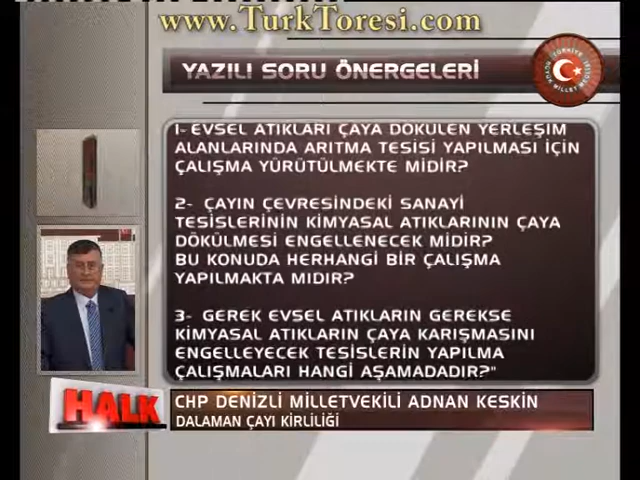 www.TurkToresi.com
YAZILI SORU ÖNERGELERİ
1- EVSEL ATIKLARI ÇAYA DÖKÜLEN YERLEŞİM
ALANLARINDA ARITMA TESİSİ YAPILMASI İÇİN
ÇALIŞMA YÜRÜTÜLMEKTE MİDİR?
2- ÇAYIN ÇEVRESİNDEKİ SANAYİ
TESİSLERİNİN KİMYASAL ATIKLARININ ÇAYA
DÖKÜLMESİ ENGELLENECEK MİDİR?
BU KONUDA HERHANGİ BİR ÇALIŞMA
YAPILMAKTA MIDIR?
3- GEREK EVSEL ATIKLARIN GEREKSE
KİMYASAL ATIKLARIN ÇAYA KARIŞMASINI
ENGELLEYECEK TESİSLERİN YAPILMA
ÇALIŞMALARI HANGİ AŞAMADADIR?"
HALK
CHP DENİZLİ MİLLETVEKİLİ ADNAN KESKİN
DALAMAN ÇAYI KİRLİLİĞİ